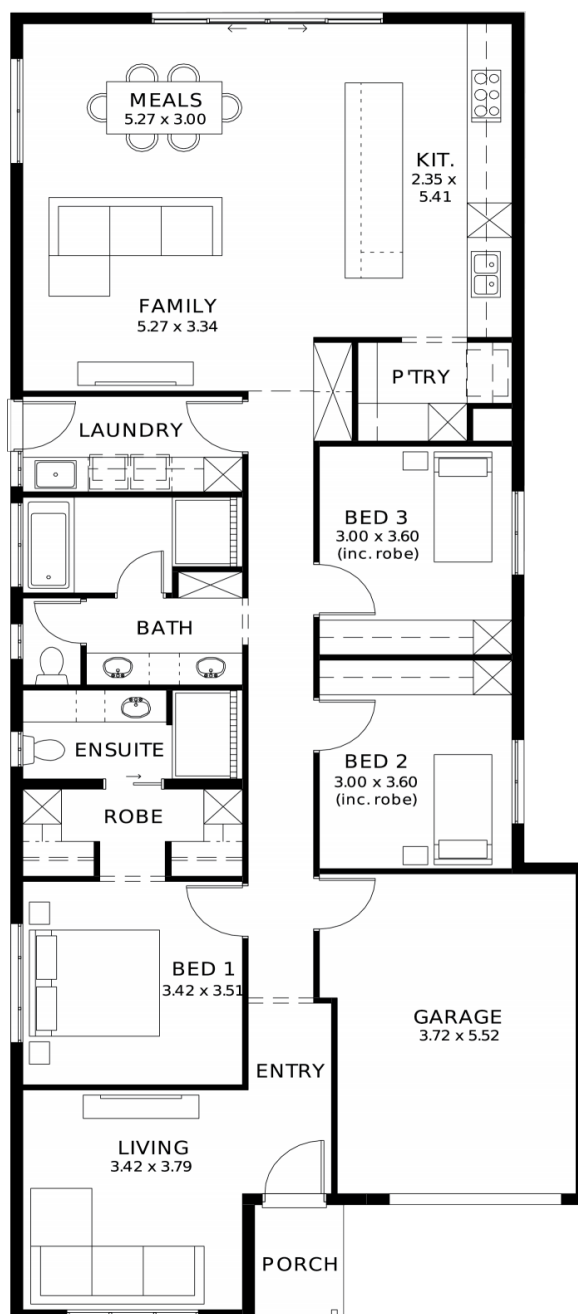 MEALS
5.27 x 3.00
KIT.
2.35 x
5.41
FAMILY
5.27 x 3.34
P'TRY
LAUNDRY
BED 3
3.00 x 3.60
(inc. robe)
BATH
ENSUITE
BED 2
3.00 x 3.60
(inc. robe)
ROBE
BED 1
3.42 x 3.51
GARAGE
3.72 x 5.52
ENTRY
LIVING
3.42 x 3.79
PORCH